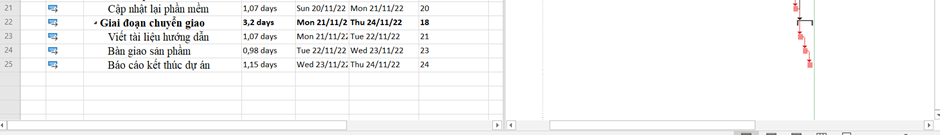 21 Cập nhật lại phần mềm 1,07 days Sun 20/11/22 Mon 21/11/22 20
22 Giai đoạn chuyển giao 3,2 days Mon 21/11/22 Thu 24/11/22 18
23 Viết tài liệu hướng dẫn 1,07 days Mon 21/11/22 Tue 22/11/22 21
24 Bàn giao sản phẩm 0,98 days Tue 22/11/22 Wed 23/11/22 23
25 Báo cáo kết thúc dự án 1,15 days Wed 23/11/22 Thu 24/11/22 24